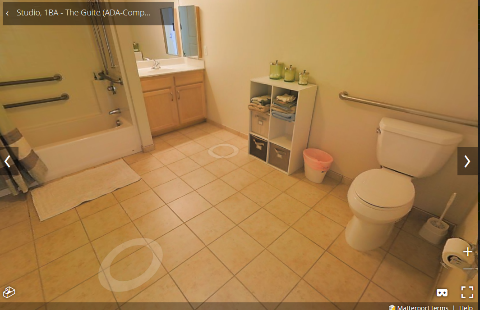 Studio, 1BA - The Guite (ADA-Comp...
Matterport Terms | Help